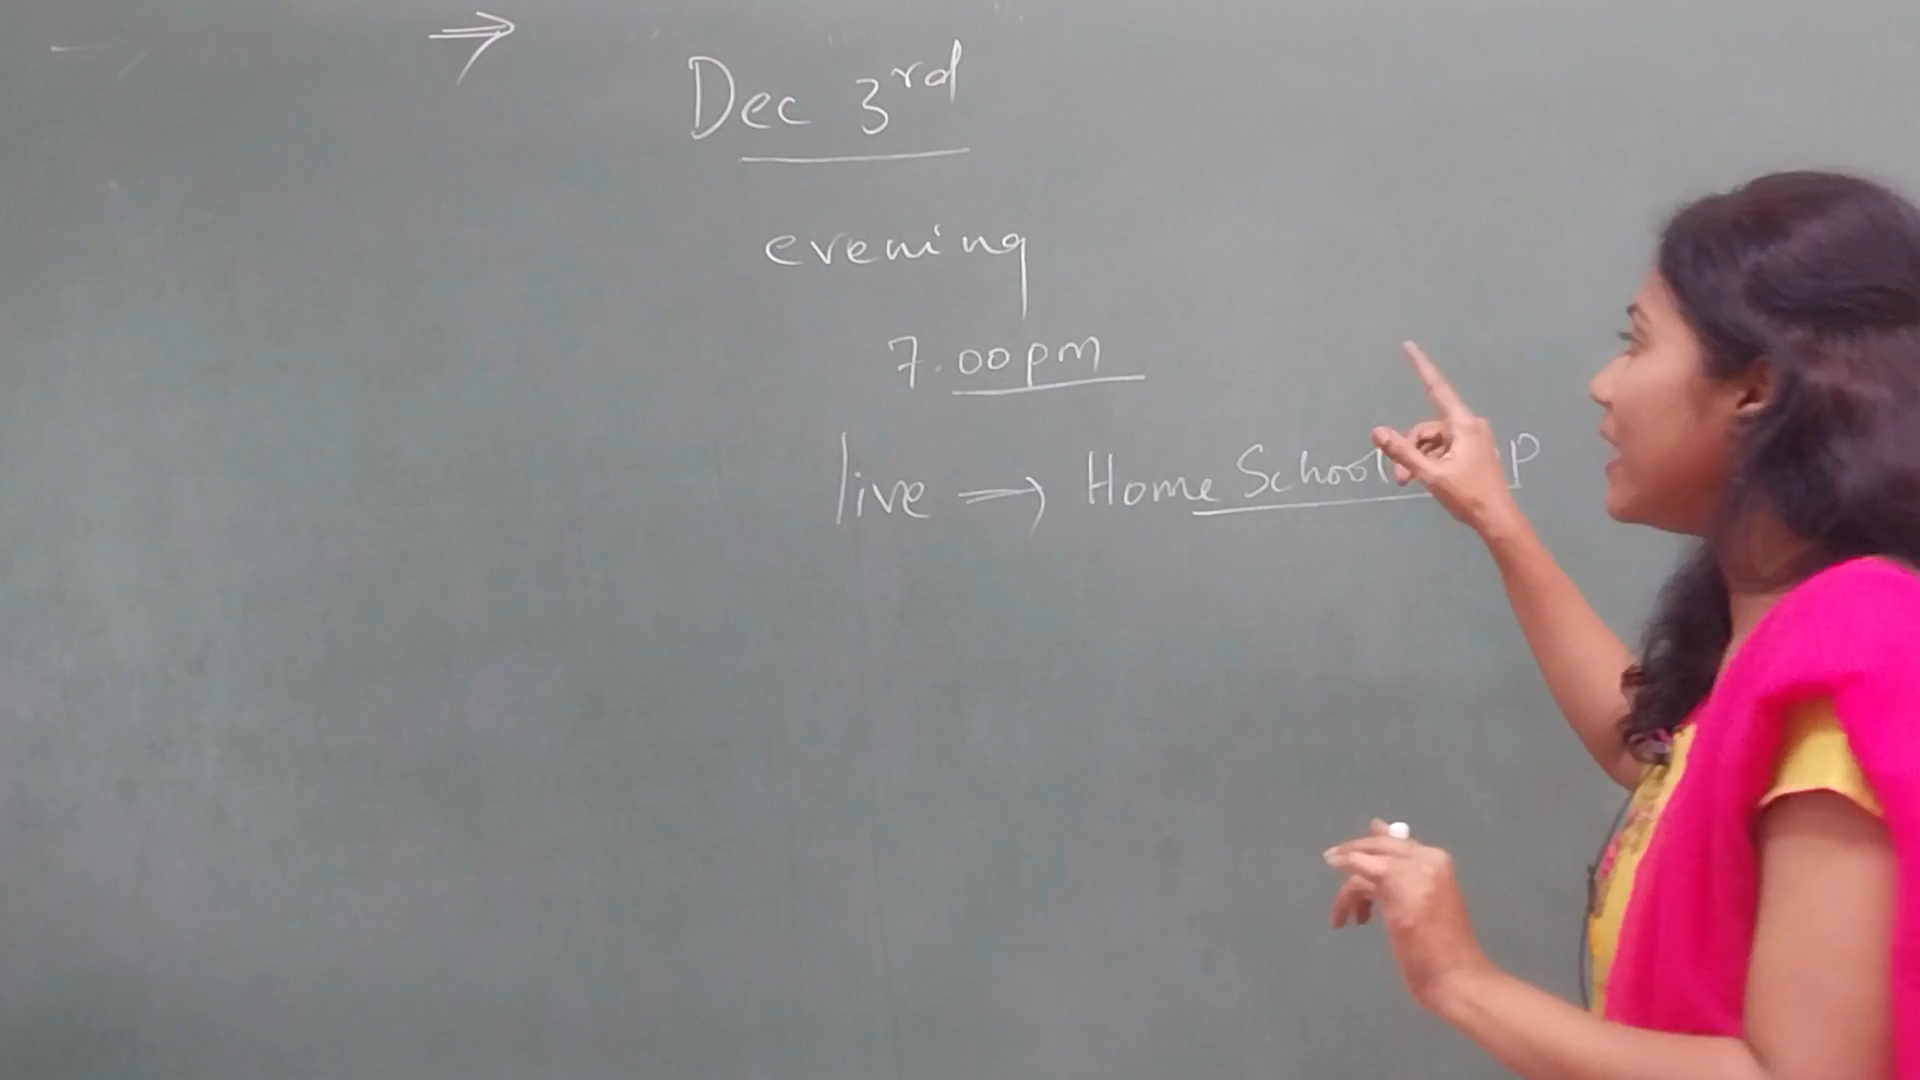 ⇒ Dec 3rd
evening
7.00pm
live → Home School